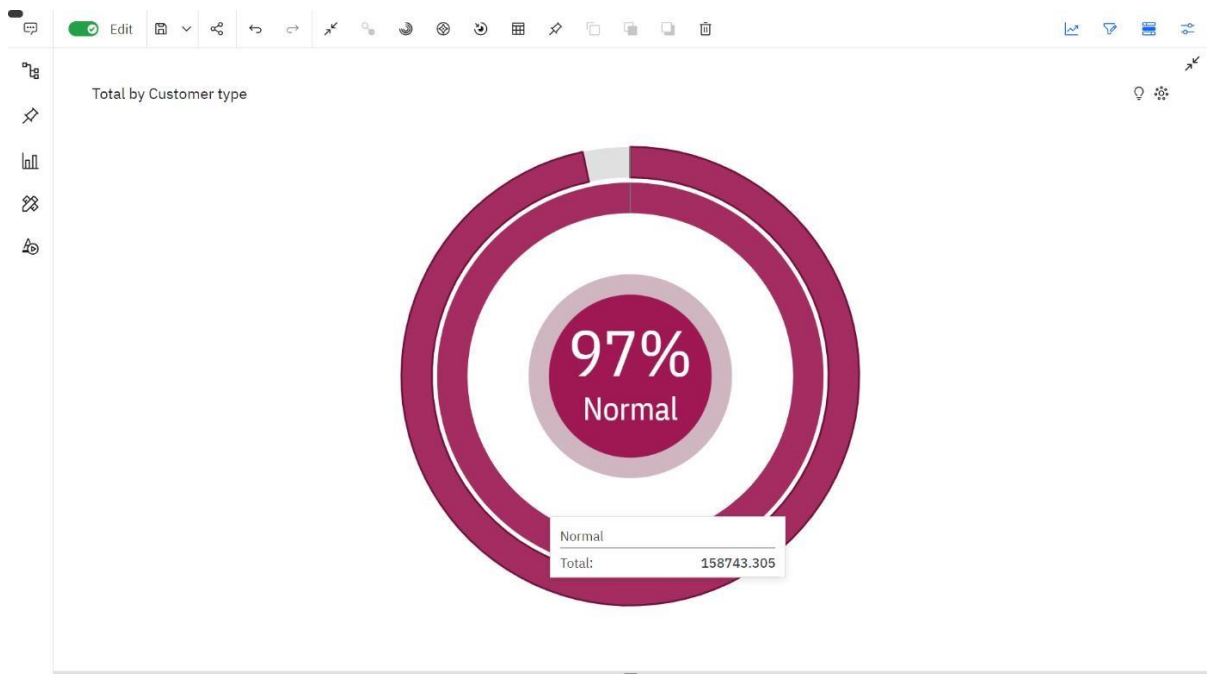 Edit
Total by Customer type
97%
Normal
Normal
Total: 158743.305